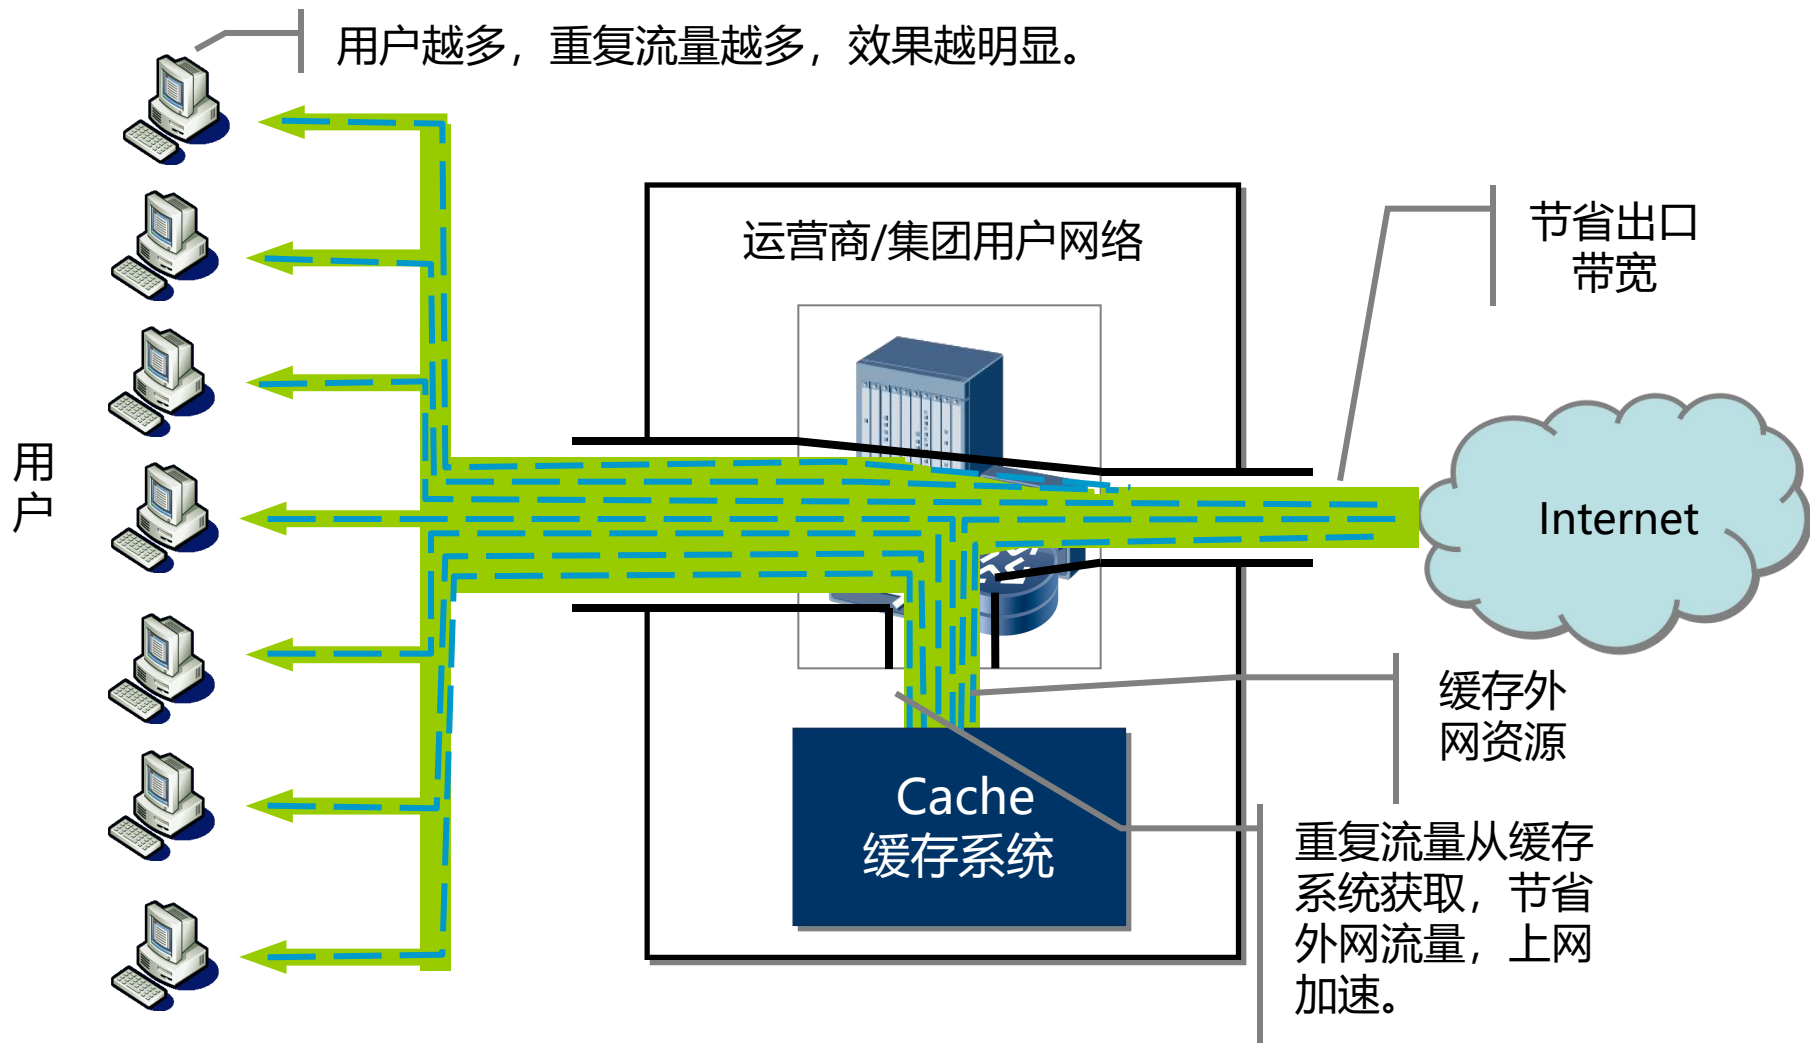 用户越多，重复流量越多，效果越明显。
运营商/集团用户网络
节省出口
带宽
用
户
Internet
缓存外
网资源
Cache
缓存系统
重复流量从缓存
系统获取，节省
外网流量，上网
加速。